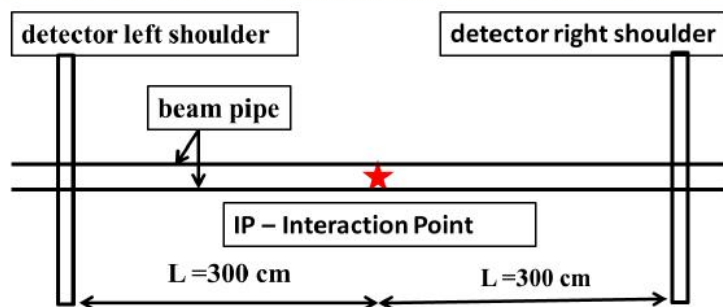 detector left shoulder
detector right shoulder
beam pipe
IP – Interaction Point
L =300 cm
L =300 cm